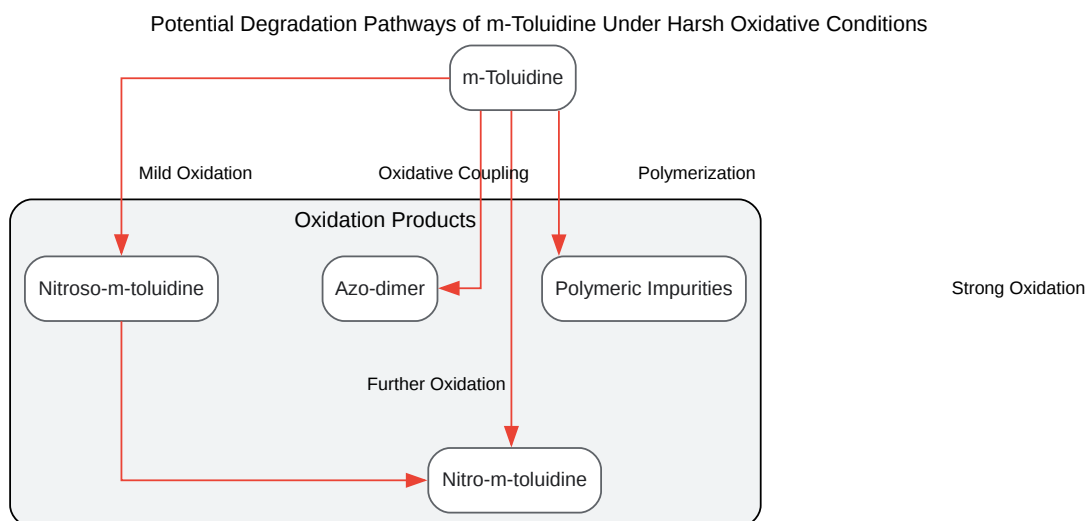 Potential Degradation Pathways of m-Toluidine Under Harsh Oxidative Conditions
m-Toluidine
Mild Oxidation
Oxidative Coupling
Polymerization
Oxidation Products
Nitroso-m-toluidine
Azo-dimer
Polymeric Impurities
Strong Oxidation
Further Oxidation
Nitro-m-toluidine